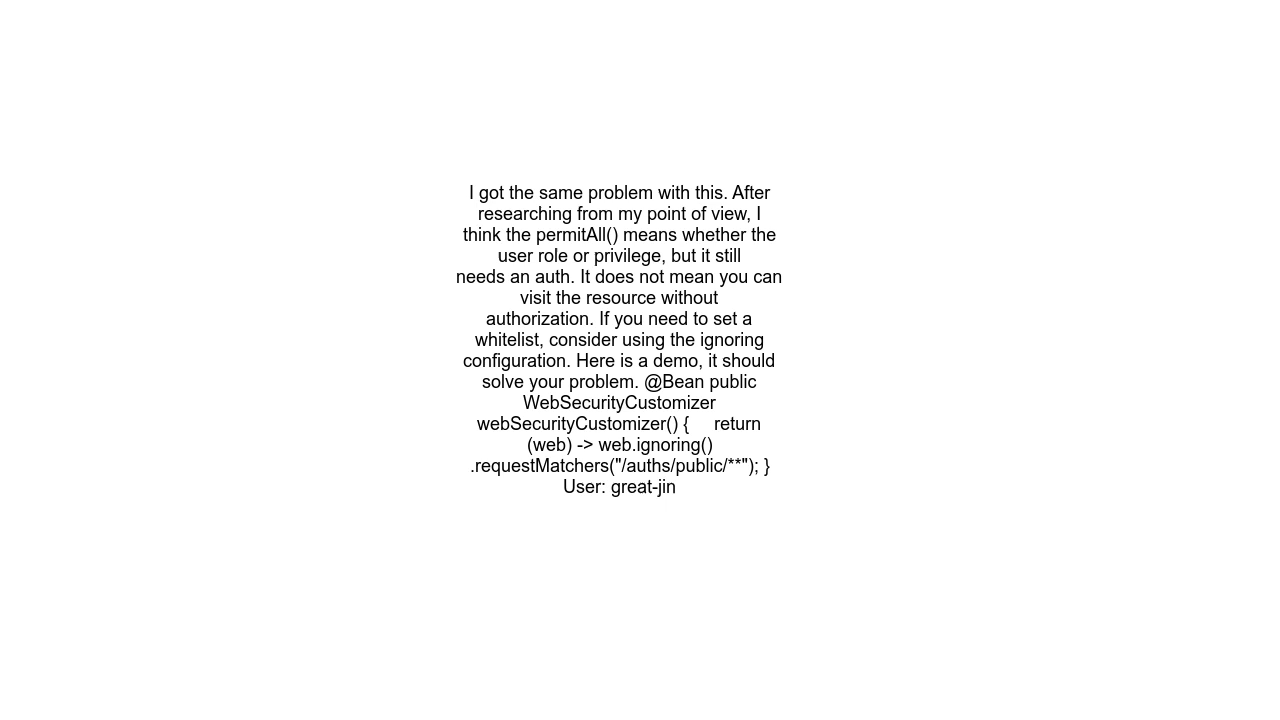 I got the same problem with this. After
researching from my point of view, I
think the permitAll() means whether the
user role or privilege, but it still
needs an auth. It does not mean you can
visit the resource without
authorization. If you need to set a
whitelist, consider using the ignoring
configuration. Here is a demo, it should
solve your problem. @Bean public
WebSecurityCustomizer
webSecurityCustomizer() {     return
(web) -> web.ignoring()
.requestMatchers("/auths/public/**"); }
User: great-jin